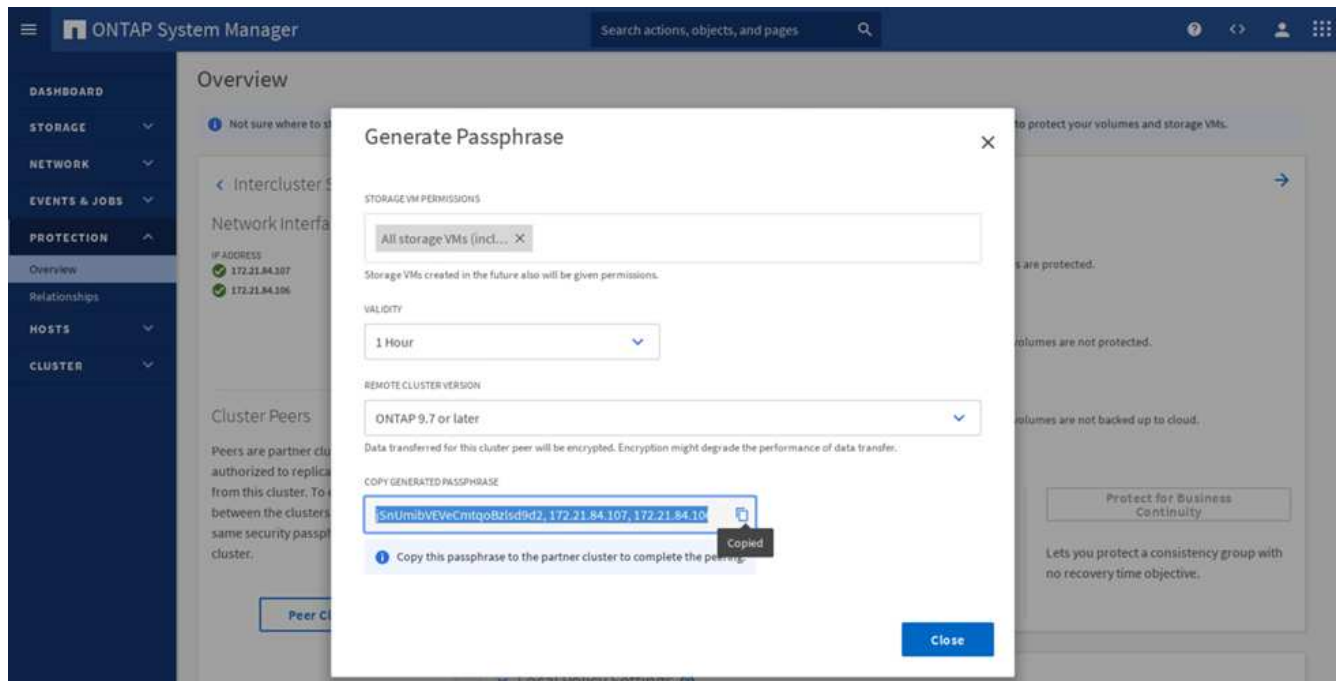 ONTAP System Manager
Search actions, objects, and pages
DASHBOARD
STORAGE
NETWORK
EVENTS & JOBS
PROTECTION
Overview
Relationships
HOSTS
CLUSTER
Overview
Not sure where to st
to protect your volumes and storage VMs.
Intercluster S
Network Interfa
IP ADDRESS
172.21.84.107
172.21.84.106
Cluster Peers
Peers are partner clu
authorized to replica
from this cluster. To e
between the clusters
same security passph
cluster.
Peer Cl
Generate Passphrase
STORAGE VM PERMISSIONS
All storage VMs (incl...
Storage VMs created in the future also will be given permissions.
VALIDITY
1 Hour
REMOTE CLUSTER VERSION
ONTAP 9.7 or later
Data transferred for this cluster peer will be encrypted. Encryption might degrade the performance of data transfer.
COPY GENERATED PASSPHRASE
SnUmibVEVeCmtqoBzlsd9d2, 172.21.84.107, 172.21.84.10
Copied
Copy this passphrase to the partner cluster to complete the peering.
Close
s are protected.
volumes are not protected.
volumes are not backed up to cloud.
Protect for Business
Continuity
Lets you protect a consistency group with
no recovery time objective.
Local Policy Settings